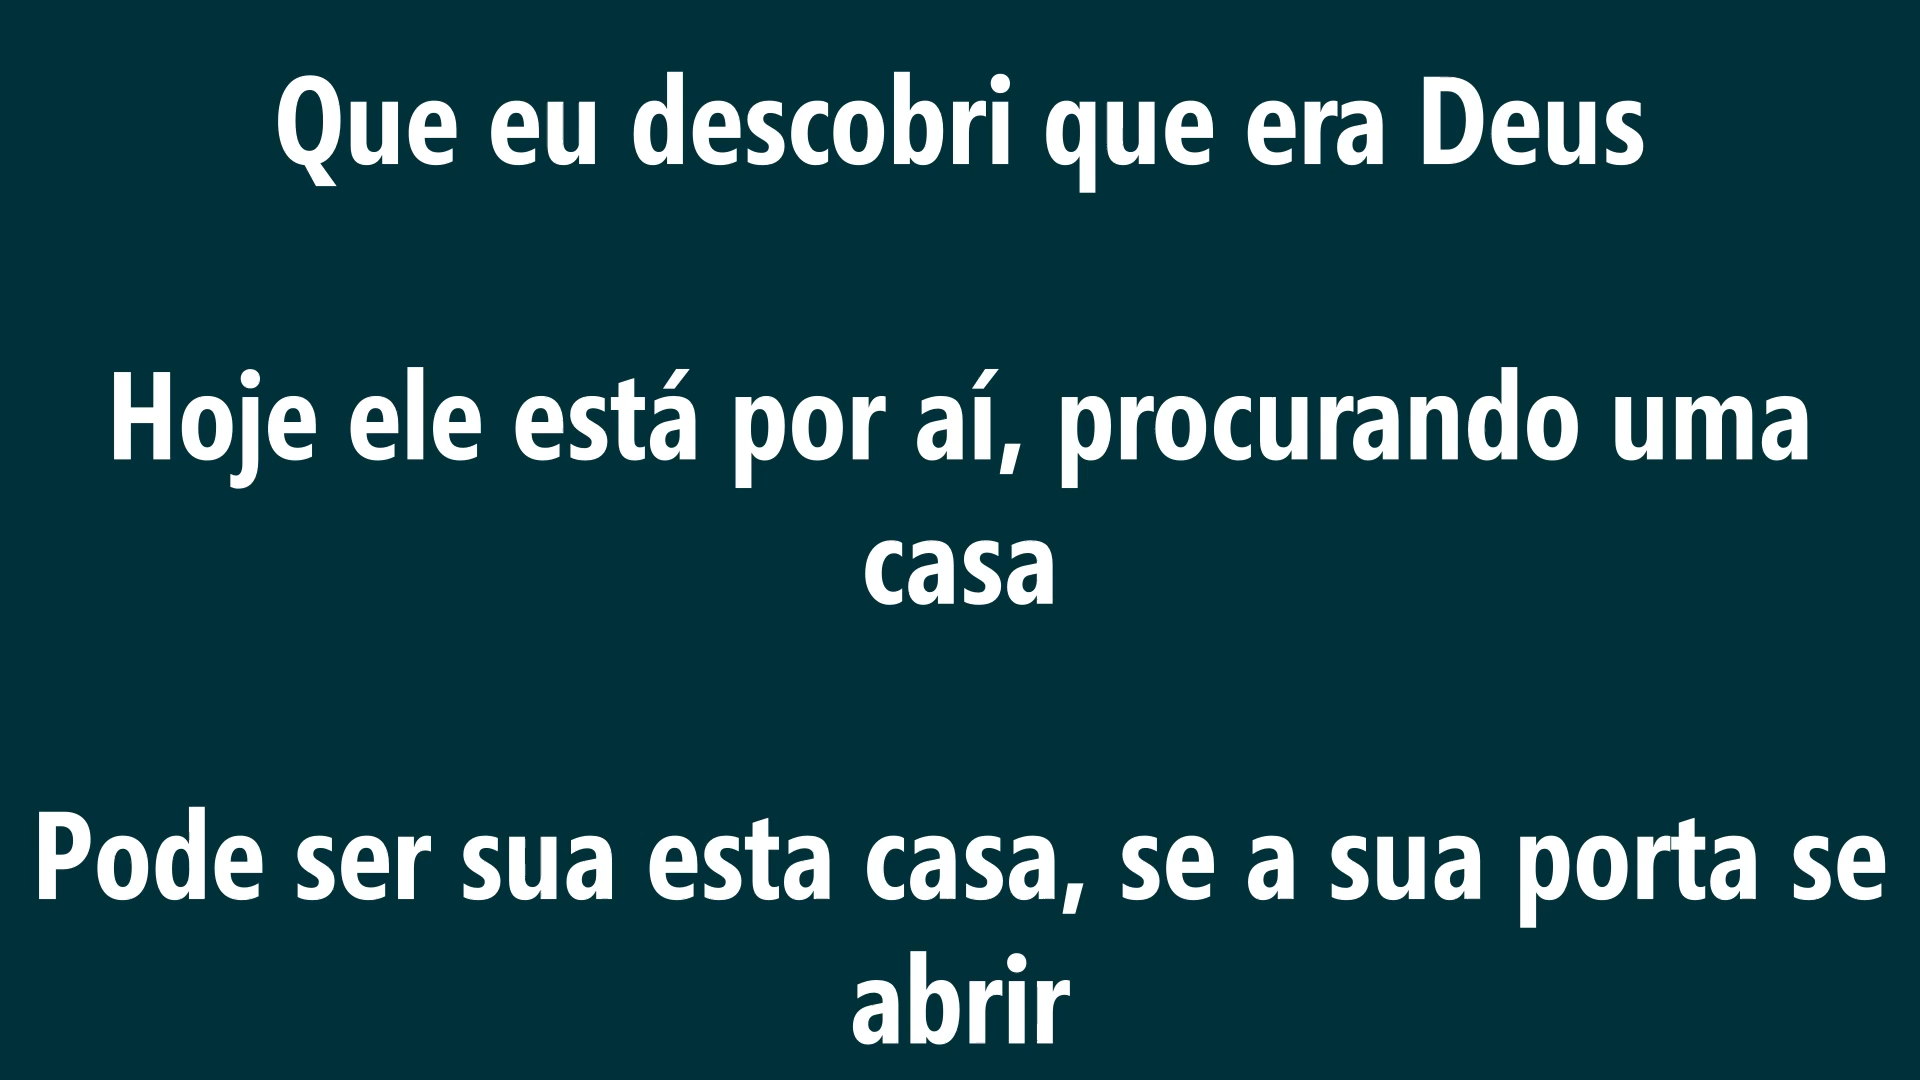 Que eu descobri que era Deus
Hoje ele está por aí, procurando uma
casa
Pode ser sua esta casa, se a sua porta se
abrir